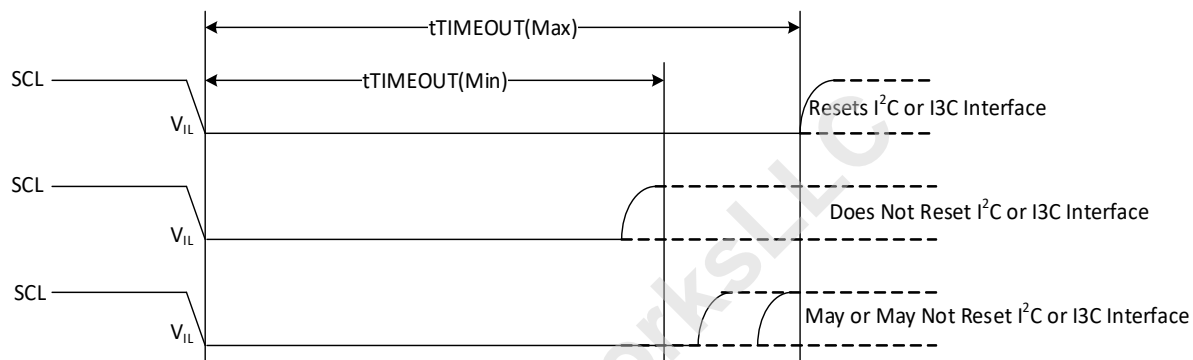 tTIMEOUT(Max)
SCL
tTIMEOUT(Min)
VIL
Resets I²C or I3C Interface
SCL
VIL
Does Not Reset I²C or I3C Interface
SCL
VIL
May or May Not Reset I²C or I3C Interface
orksLLC